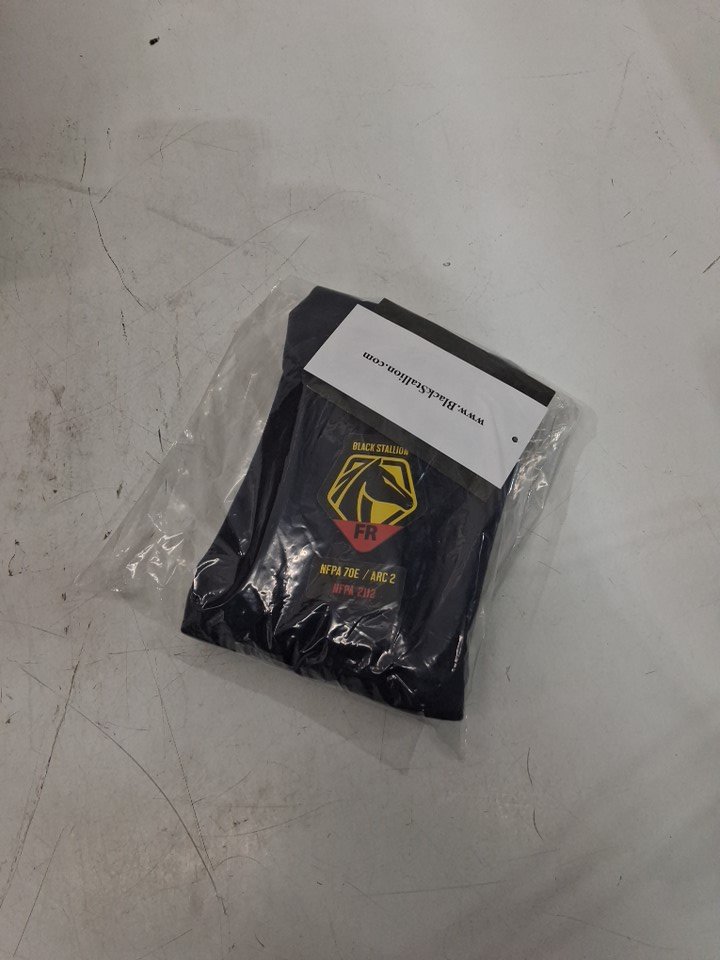 www.BlackStallion.com
BLACK STALLION
FR
NFPA 70E / ARC 2
NFPA 2112